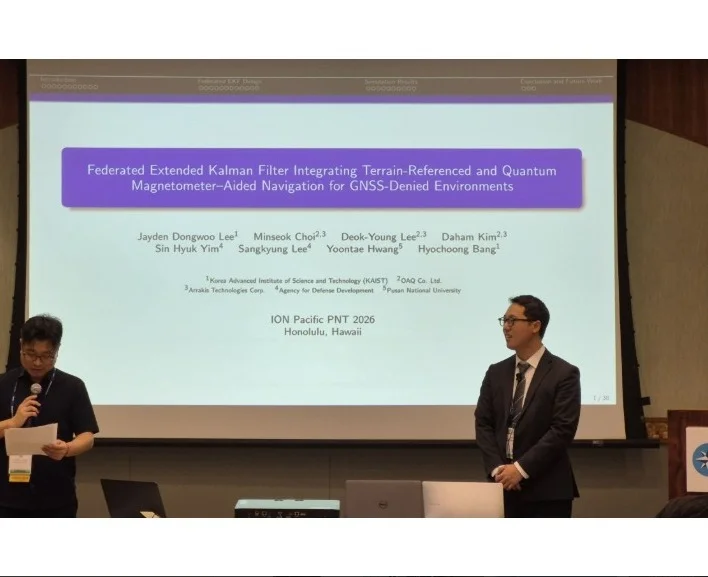 Introduction
Federated EKF Design
Simulation Results
Conclusion and Future Work
Federated Extended Kalman Filter Integrating Terrain-Referenced and Quantum
Magnetometer–Aided Navigation for GNSS-Denied Environments
Jayden Dongwoo Lee1 Minseok Choi2,3 Deok-Young Lee2,3 Daham Kim2,3
Sin Hyuk Yim4 Sangkyung Lee4 Yoontae Hwang5 Hyochoong Bang1
1Korea Advanced Institute of Science and Technology (KAIST) 2OAQ Co. Ltd.
3Arrakis Technologies Corp. 4Agency for Defense Development 5Pusan National University
ION Pacific PNT 2026
Honolulu, Hawaii
DELL